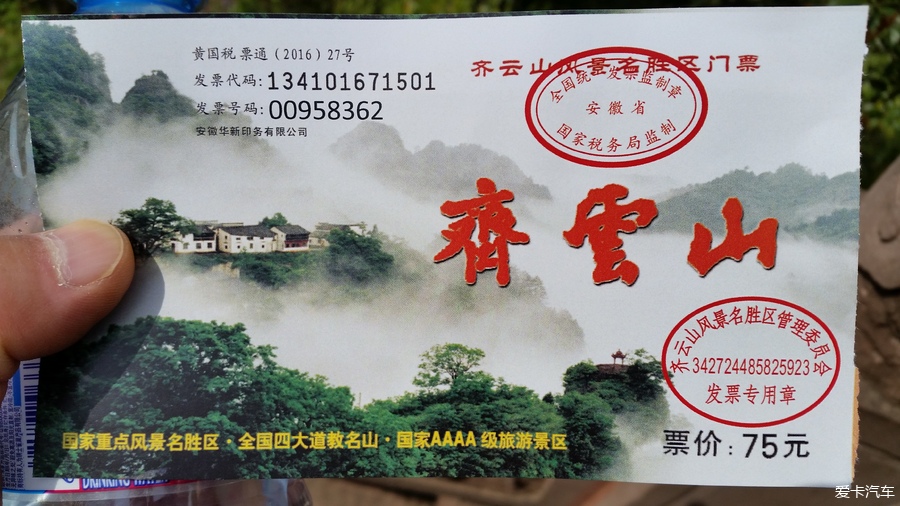 黄国税票通(2016)27号
发票代码:134101671501
发票号码:00958362
安徽华新印务有限公司
齐云山风景名胜区门票
全国统一发票监制章
安徽省
国家税务局监制
齊雲山
齐云山风景名胜区管理委员会
342724485825923
发票专用章
国家重点风景名胜区·全国四大道教名山·国家AAAA级旅游景区
票价:75元
DRINKING
爱卡汽车